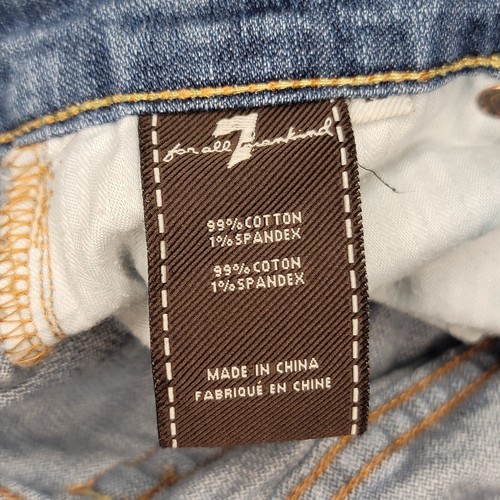 7
for all mankind
99% COTTON
1% SPANDEX
99% COTON
1% SPANDEX
MADE IN CHINA
FABRIQUÉ EN CHINE